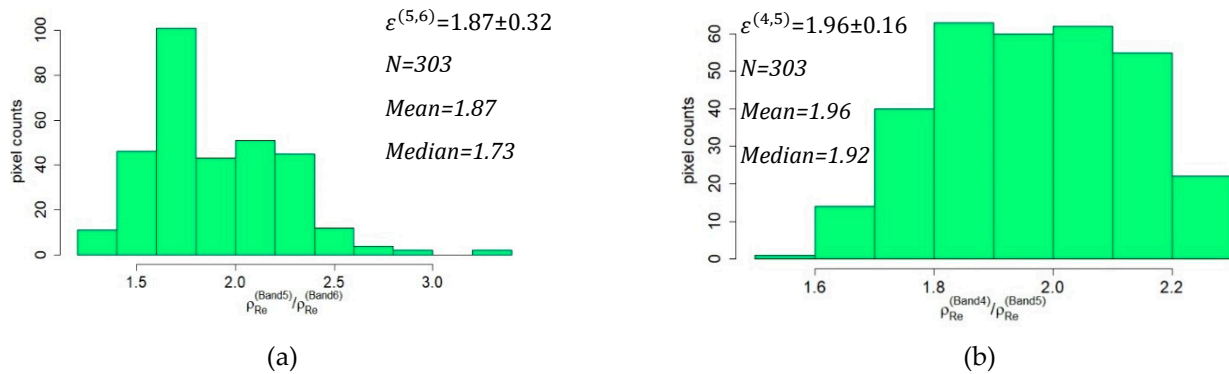 ε^(5,6)=1.87±0.32
N=303
Mean=1.87
Median=1.73
pixel counts
0 20 40 60 80 100
1.5 2.0 2.5 3.0
ρ_Re^(Band5)/ρ_Re^(Band6)
(a)
ε^(4,5)=1.96±0.16
N=303
Mean=1.96
Median=1.92
pixel counts
0 10 20 30 40 50 60
1.6 1.8 2.0 2.2
ρ_Re^(Band4)/ρ_Re^(Band5)
(b)